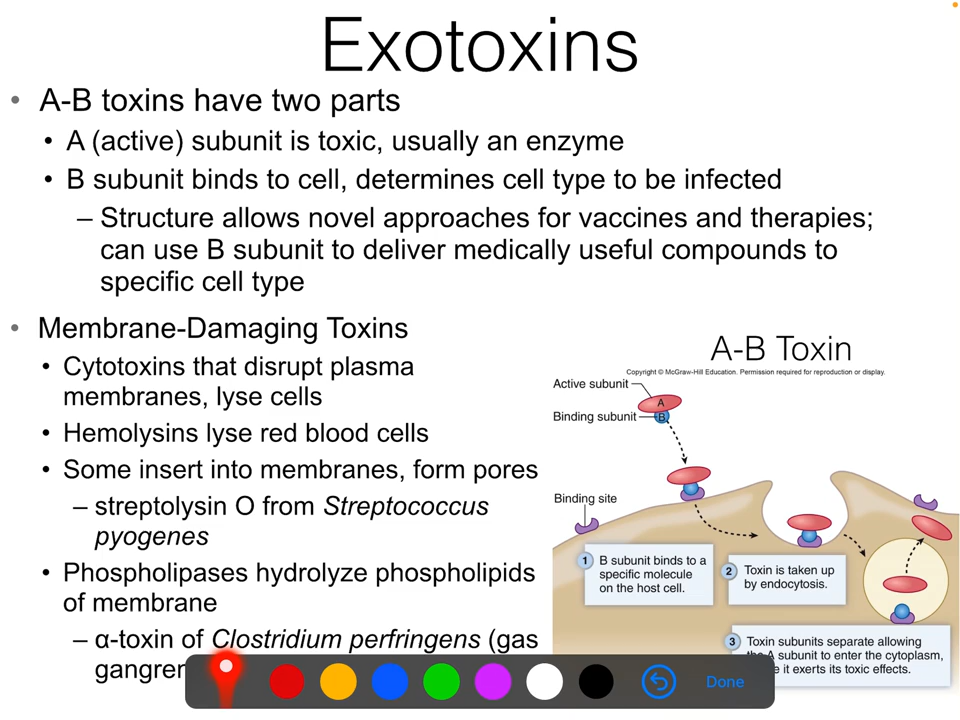 Exotoxins
• A-B toxins have two parts
• A (active) subunit is toxic, usually an enzyme
• B subunit binds to cell, determines cell type to be infected
– Structure allows novel approaches for vaccines and therapies;
can use B subunit to deliver medically useful compounds to
specific cell type
• Membrane-Damaging Toxins
• Cytotoxins that disrupt plasma
membranes, lyse cells
• Hemolysins lyse red blood cells
• Some insert into membranes, form pores
– streptolysin O from Streptococcus
pyogenes
• Phospholipases hydrolyze phospholipids
of membrane
– α-toxin of Clostridium perfringens (gas
A-B Toxin
Copyright © McGraw-Hill Education. Permission required for reproduction or display.
Active subunit
A
Binding subunit
B
Binding site
1 B subunit binds to a
specific molecule
on the host cell.
2 Toxin is taken up
by endocytosis.
3 Toxin subunits separate allowing
A subunit to enter the cytoplasm,
it exerts its toxic effects.
Done